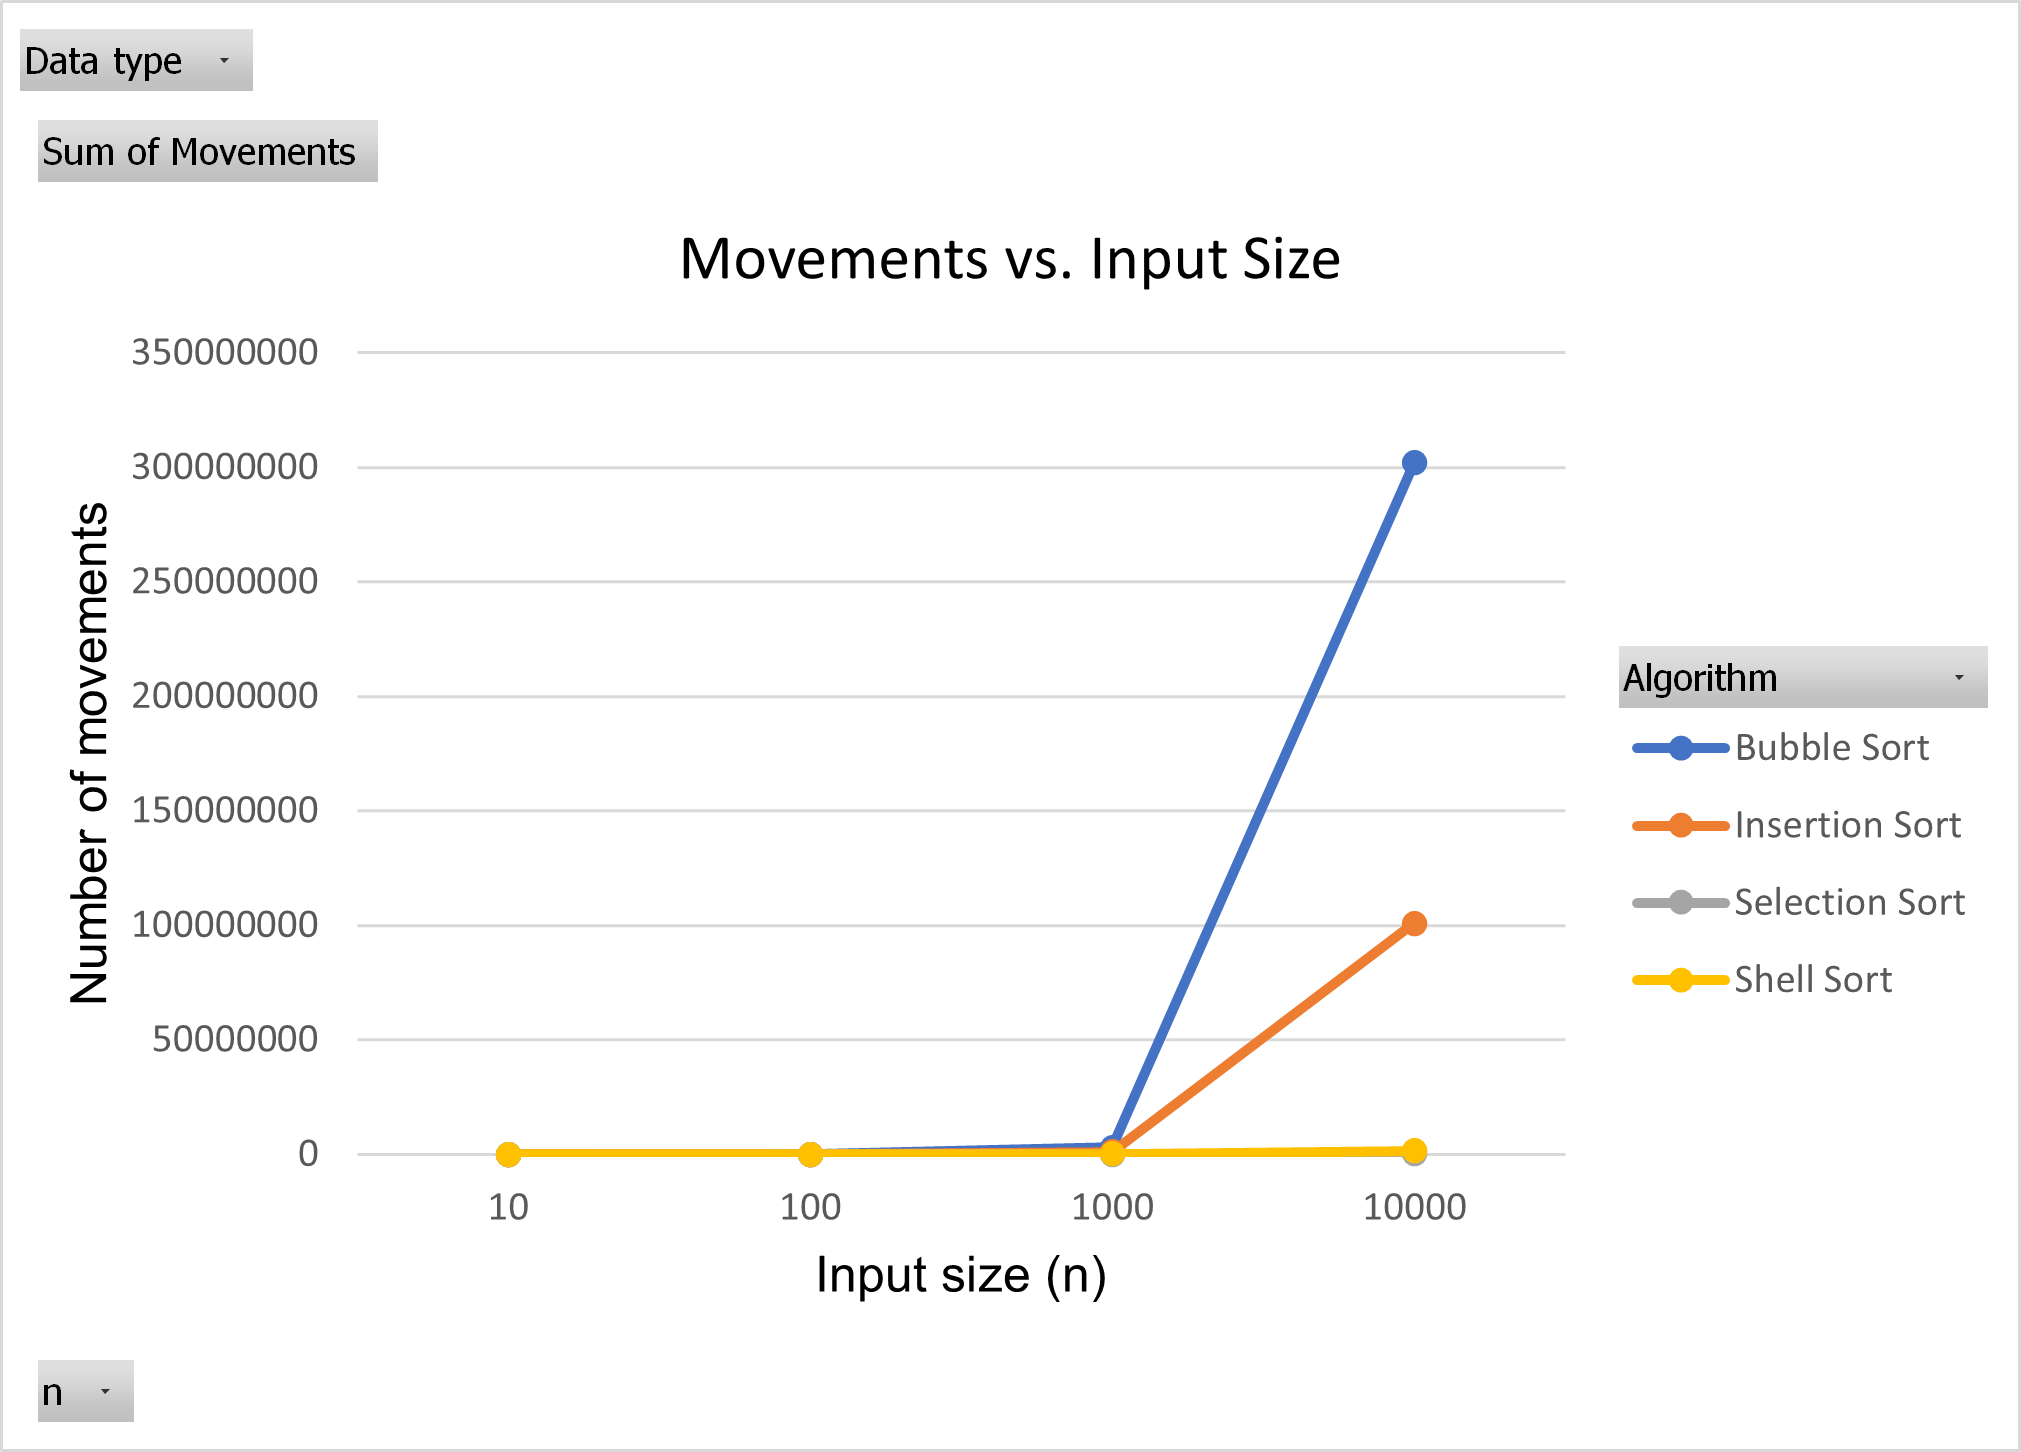 Data type
Sum of Movements
Movements vs. Input Size
350000000
300000000
250000000
200000000
150000000
100000000
50000000
0
Number of movements
10 100 1000 10000
Input size (n)
Algorithm
Bubble Sort
Insertion Sort
Selection Sort
Shell Sort
n